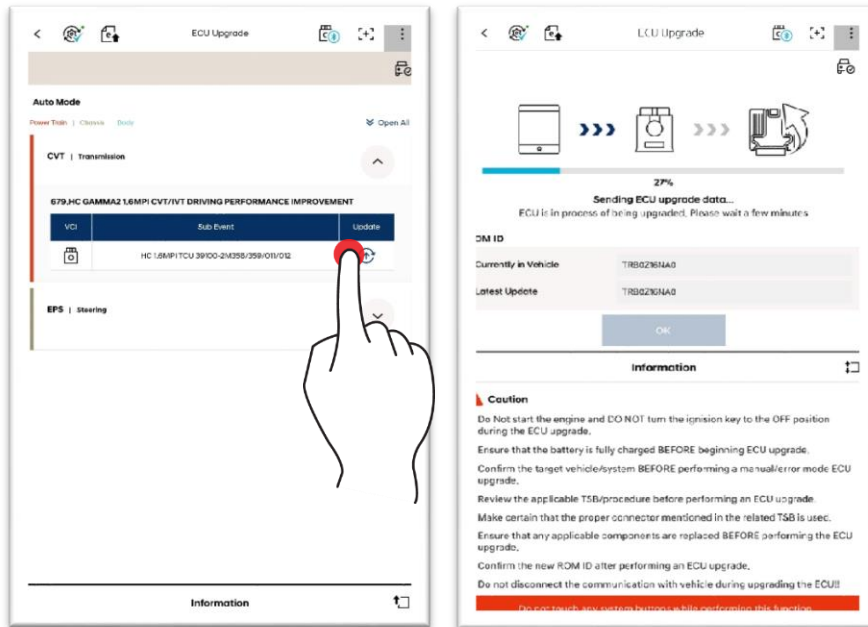 ECU Upgrade
Auto Mode
Power Train | Chassis Body
Open All
CVT | Transmission
679.HC GAMMA2 1.6MPI CVT/IVT DRIVING PERFORMANCE IMPROVEMENT
VCI Sub Event Update
HC 1.6MPI TCU 39100-2M358/359/011/012
EPS | Steering
Information
ECU Upgrade
27%
Sending ECU upgrade data...
ECU is in process of being upgraded, Please wait a few minutes
ROM ID
Currently in Vehicle TRB0Z16NA0
Latest Update
OK
Information
Caution
Do Not start the engine and DO NOT turn the ignision key to the OFF position
during the ECU upgrade.
Ensure that the battery is fully charged BEFORE beginning ECU upgrade.
Confirm the target vehicle/system BEFORE performing a manual/error mode ECU
upgrade.
Review the applicable TSB/procedure before performing an ECU upgrade.
Make certain that the proper connector mentioned in the related TSB is used.
Ensure that any applicable components are replaced BEFORE performing the ECU
upgrade.
Confirm the new ROM ID after performing an ECU upgrade.
Do not disconnect the communication with vehicle during upgrading the ECU!!
Do not touch any system buttons while performing this function